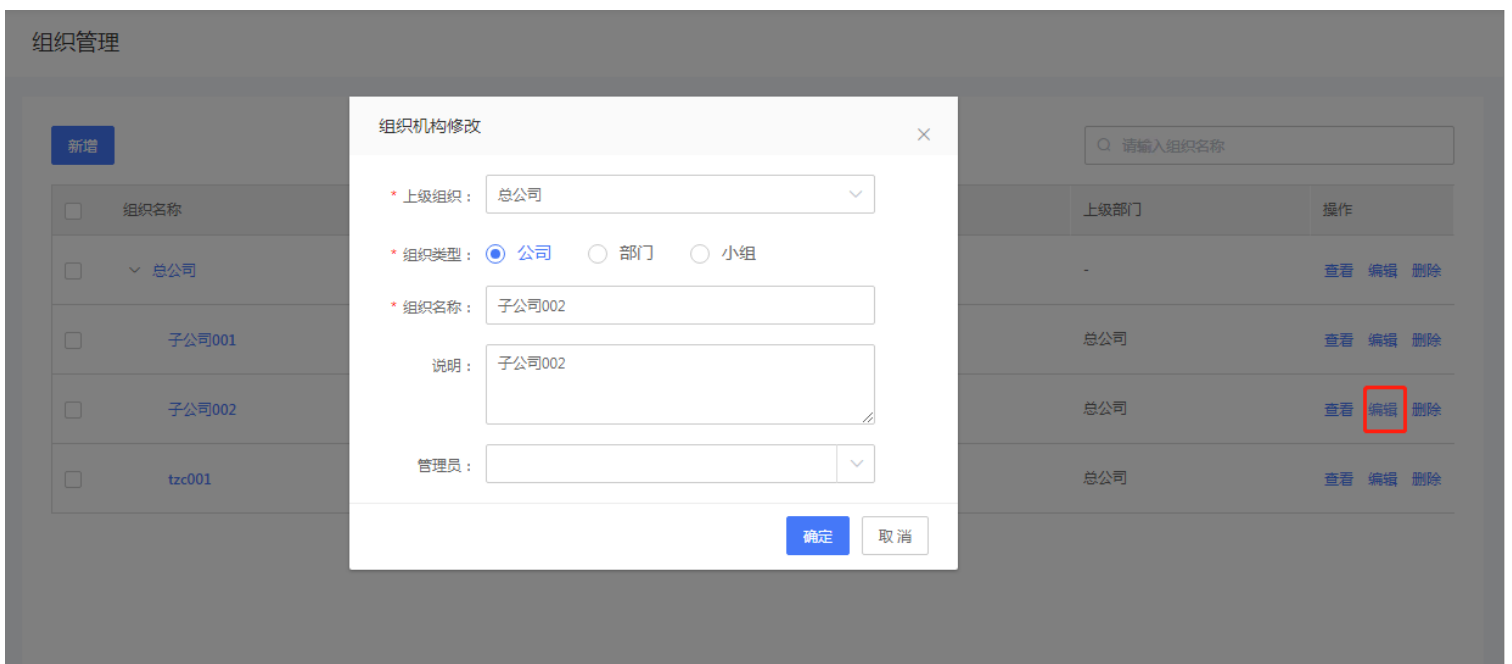 组织管理
新增
请输入组织名称
组织名称
上级部门
操作
总公司
-
查看 编辑 删除
子公司001
总公司
查看 编辑 删除
子公司002
总公司
查看 编辑 删除
tzc001
总公司
查看 编辑 删除
组织机构修改
* 上级组织: 总公司
* 组织类型: 公司 部门 小组
* 组织名称: 子公司002
说明: 子公司002
管理员:
确定 取消